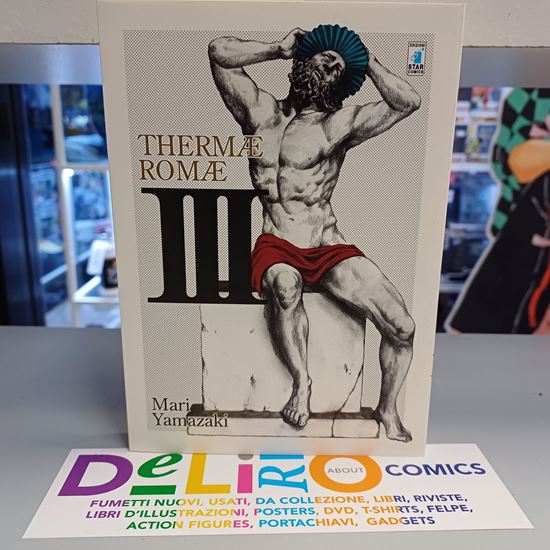 EDIZIONI
STAR
COMICS
THERMÆ
ROMÆ
III
Mari
Yamazaki
DeLiRiO ABOUT COMICS
FUMETTI NUOVI, USATI, DA COLLEZIONE, LIBRI, RIVISTE,
LIBRI D'ILLUSTRAZIONI, POSTERS, DVD, T-SHIRTS, FELPE,
ACTION FIGURES, PORTACHIAVI, GADGETS